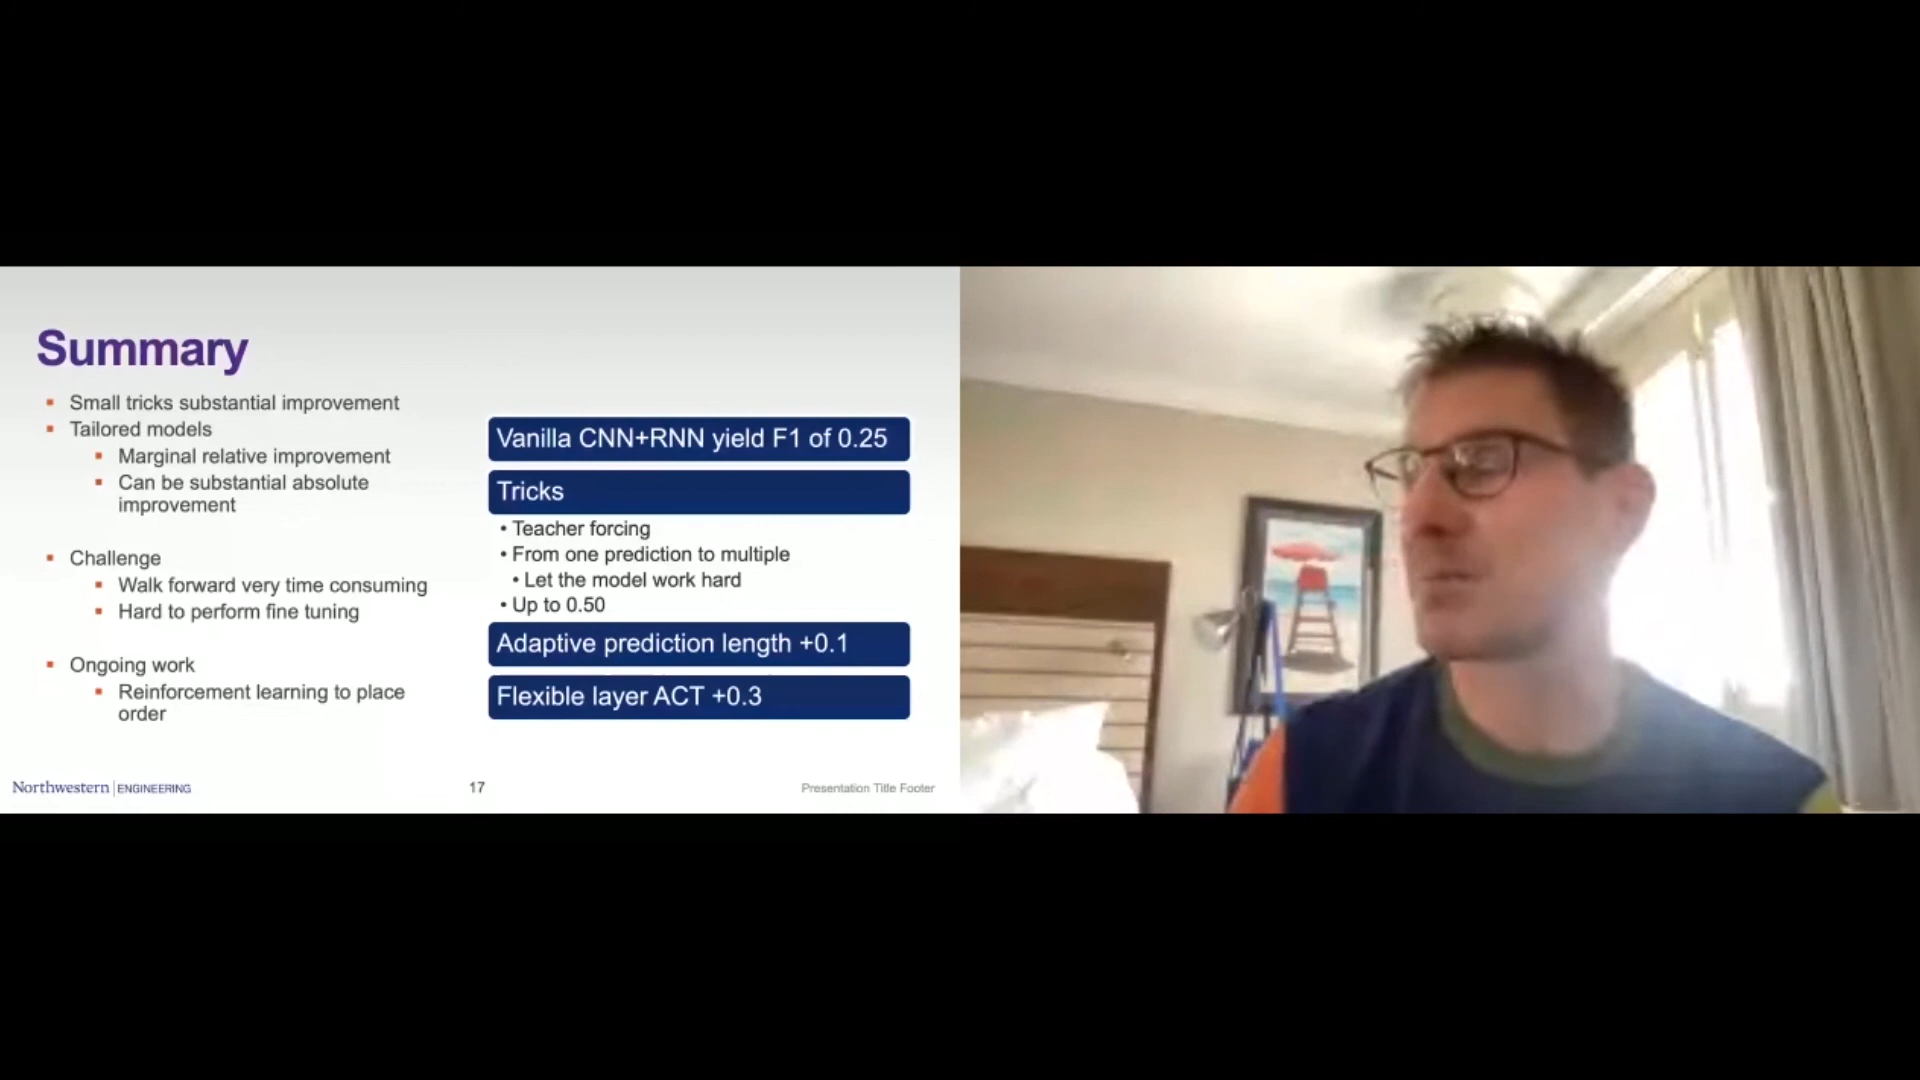 Summary
Small tricks substantial improvement
Tailored models
Marginal relative improvement
Can be substantial absolute
improvement
Challenge
Walk forward very time consuming
Hard to perform fine tuning
Ongoing work
Reinforcement learning to place
order
Vanilla CNN+RNN yield F1 of 0.25
Tricks
• Teacher forcing
• From one prediction to multiple
• Let the model work hard
• Up to 0.50
Adaptive prediction length +0.1
Flexible layer ACT +0.3
Northwestern | ENGINEERING
17
Presentation Title Footer